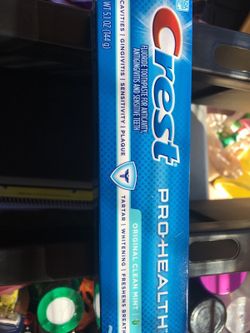 Crest
PRO-HEALTH
FLUORIDE TOOTHPASTE FOR ANTICAVITY,
ANTIGINGIVITIS AND SENSITIVE TEETH
CAVITIES | GINGIVITIS | SENSITIVITY | PLAQUE
TARTAR | WHITENING | FRESHENS BREATH
ORIGINAL CLEAN MINT
WT 5.1 OZ (144 g)